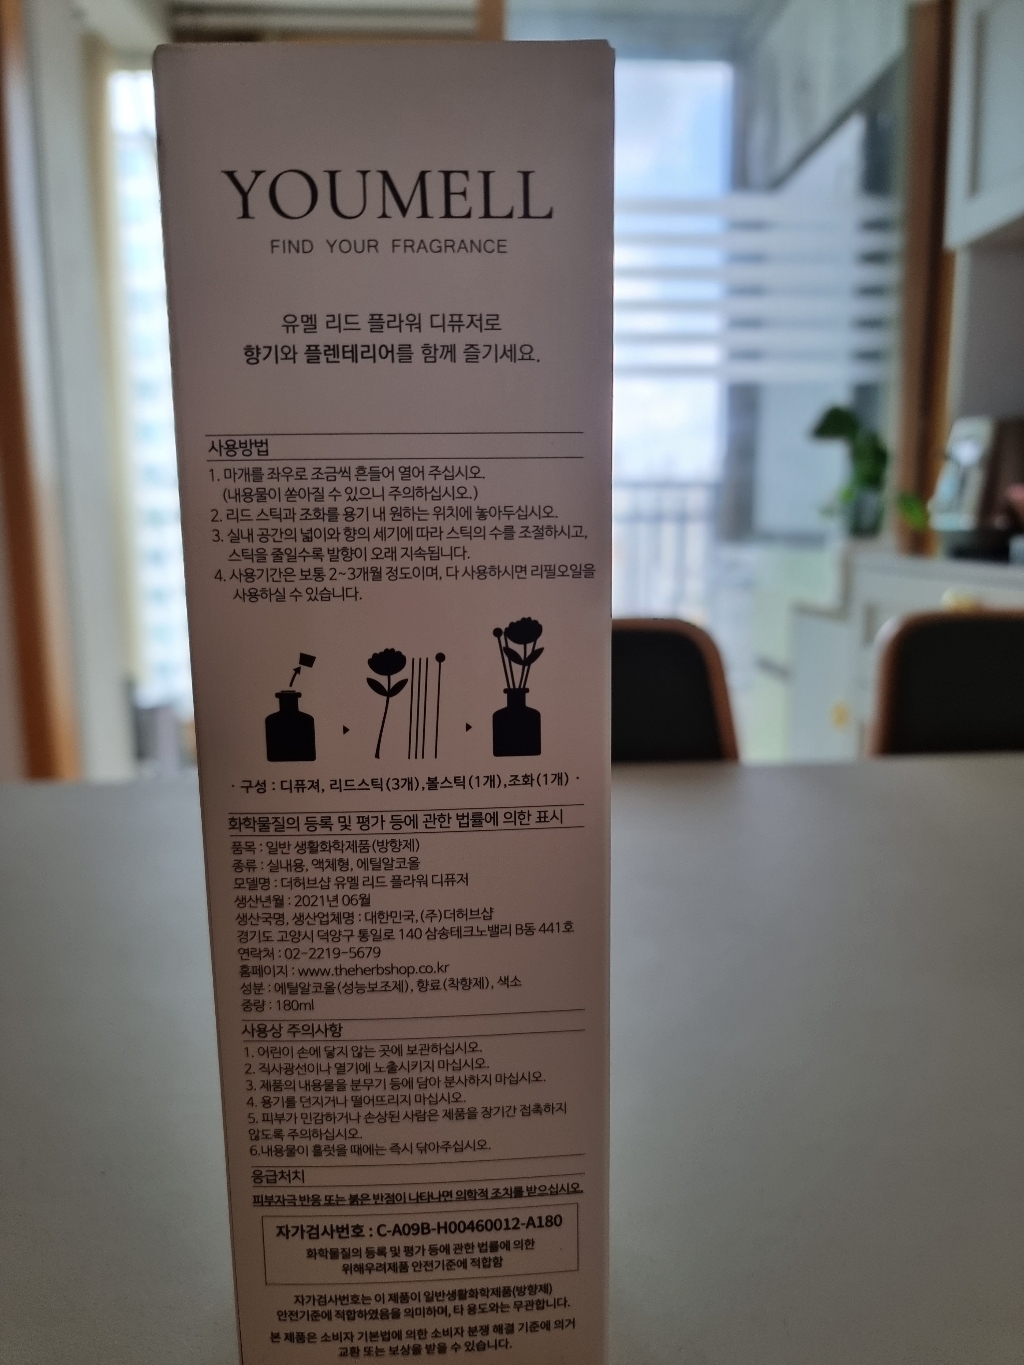 YOUMELL
FIND YOUR FRAGRANCE
유멜 리드 플라워 디퓨저로
향기와 플렌테리어를 함께 즐기세요.
사용방법
1. 마개를 좌우로 조금씩 흔들어 열어 주십시오.
(내용물이 쏟아질 수 있으니 주의하십시오.)
2. 리드 스틱과 조화를 용기 내 원하는 위치에 놓아두십시오.
3. 실내 공간의 넓이와 향의 세기에 따라 스틱의 수를 조절하시고,
스틱을 줄일수록 발향이 오래 지속됩니다.
4. 사용기간은 보통 2~3개월 정도이며, 다 사용하시면 리필오일을
사용하실 수 있습니다.
· 구성 : 디퓨져, 리드스틱(3개),볼스틱(1개),조화(1개) ·
화학물질의 등록 및 평가 등에 관한 법률에 의한 표시
품목 : 일반 생활화학제품(방향제)
종류 : 실내용, 액체형, 에틸알코올
모델명 : 더허브샵 유멜 리드 플라워 디퓨저
생산년월 : 2021년 06월
생산국명, 생산업체명 : 대한민국, (주)더허브샵
경기도 고양시 덕양구 통일로 140 삼송테크노밸리 B동 441호
연락처 : 02-2219-5679
홈페이지 : www.theherbshop.co.kr
성분 : 에틸알코올(성능보조제), 향료(착향제), 색소
중량 : 180ml
사용상 주의사항
1. 어린이 손에 닿지 않는 곳에 보관하십시오.
2. 직사광선이나 열기에 노출시키지 마십시오.
3. 제품의 내용물을 분무기 등에 담아 분사하지 마십시오.
4. 용기를 던지거나 떨어뜨리지 마십시오.
5. 피부가 민감하거나 손상된 사람은 제품을 장기간 접촉하지
않도록 주의하십시오.
6.내용물이 흘렀을 때에는 즉시 닦아주십시오.
응급처치
피부자극 반응 또는 붉은 반점이 나타나면 의학적 조치를 받으십시오.
자가검사번호 : C-A09B-H00460012-A180
화학물질의 등록 및 평가 등에 관한 법률에 의한
위해우려제품 안전기준에 적합함
자가검사번호는 이 제품이 일반생활화학제품(방향제)
안전기준에 적합하였음을 의미하며, 타 용도와는 무관합니다.
본 제품은 소비자 기본법에 의한 소비자 분쟁 해결 기준에 의거
교환 또는 보상을 받을 수 있습니다.